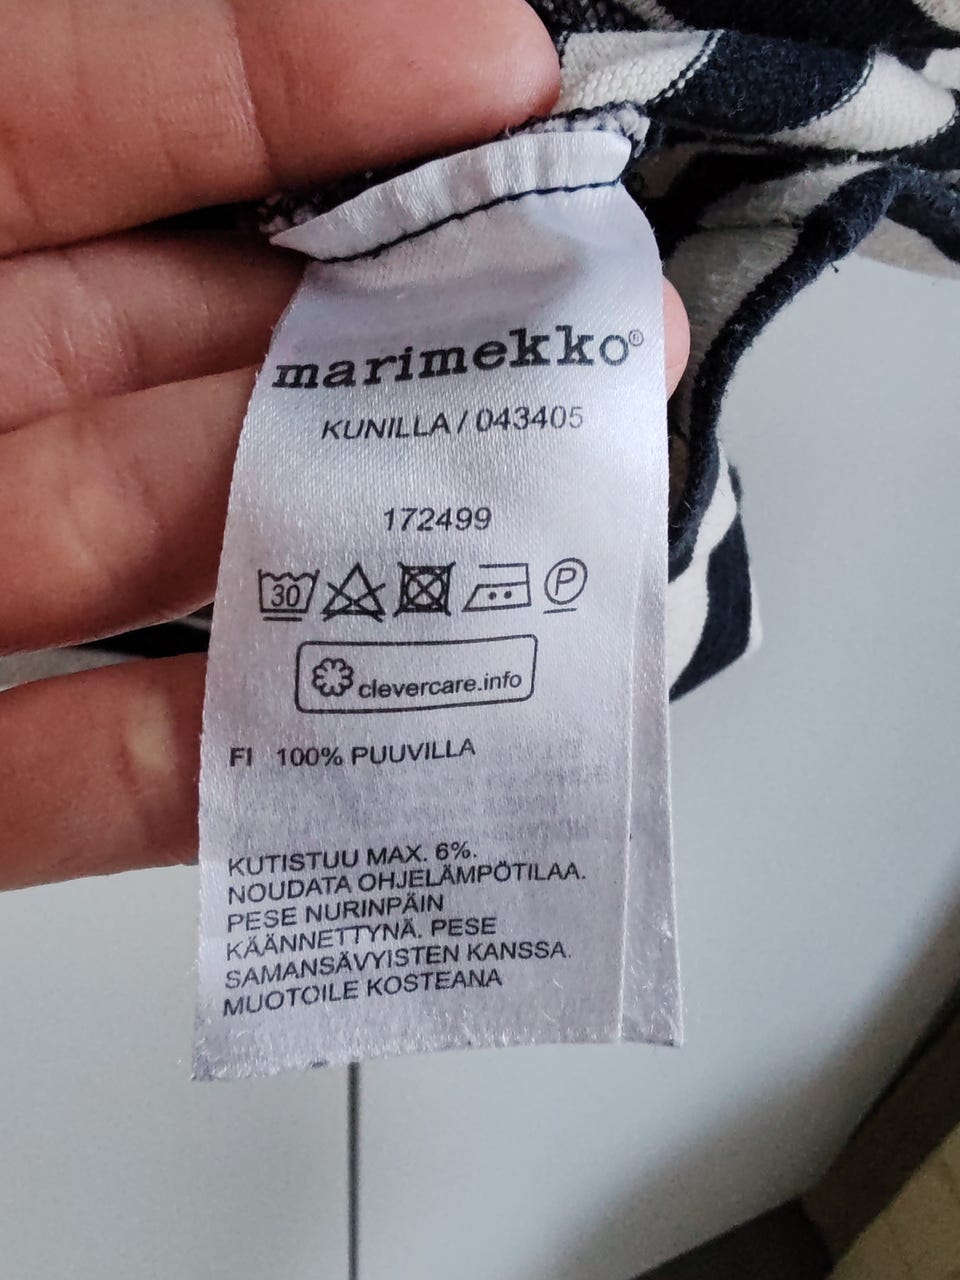 marimekko®
KUNILLA / 043405
172499
30 P
clevercare.info
FI 100% PUUVILLA
KUTISTUU MAX. 6%.
NOUDATA OHJELÄMPÖTILAA.
PESE NURINPÄIN
KÄÄNNETTYNÄ. PESE
SAMANSÄVYISTEN KANSSA.
MUOTOILE KOSTEANA